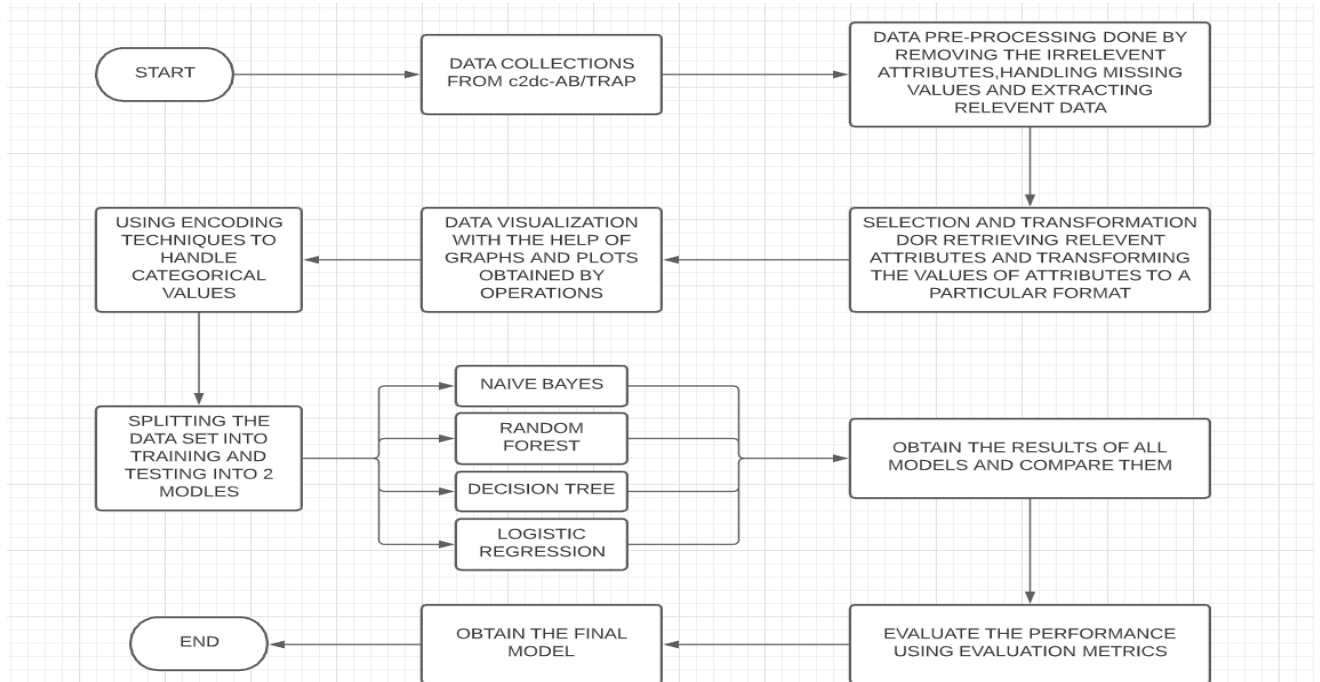 START
DATA COLLECTIONS
FROM c2dc-AB/TRAP
DATA PRE-PROCESSING DONE BY
REMOVING THE IRRELEVENT
ATTRIBUTES,HANDLING MISSING
VALUES AND EXTRACTING
RELEVENT DATA
SELECTION AND TRANSFORMATION
DOR RETRIEVING RELEVENT
ATTRIBUTES AND TRANSFORMING
THE VALUES OF ATTRIBUTES TO A
PARTICULAR FORMAT
DATA VISUALIZATION
WITH THE HELP OF
GRAPHS AND PLOTS
OBTAINED BY
OPERATIONS
USING ENCODING
TECHNIQUES TO
HANDLE
CATEGORICAL
VALUES
SPLITTING THE
DATA SET INTO
TRAINING AND
TESTING INTO 2
MODLES
NAIVE BAYES
RANDOM
FOREST
DECISION TREE
LOGISTIC
REGRESSION
OBTAIN THE RESULTS OF ALL
MODELS AND COMPARE THEM
EVALUATE THE PERFORMANCE
USING EVALUATION METRICS
OBTAIN THE FINAL
MODEL
END